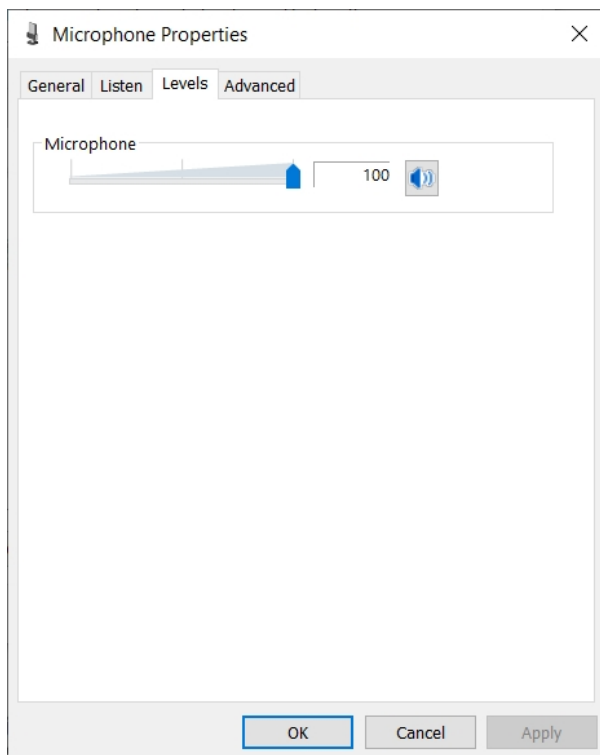 Microphone Properties
General Listen Levels Advanced
Microphone
100
OK Cancel Apply